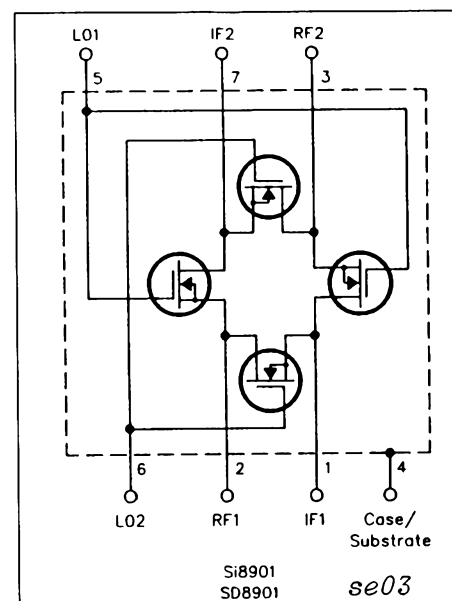 LO1 IF2 RF2
5 7 3
6 2 1 4
LO2 RF1 IF1 Case/
Substrate
Si8901
SD8901 se03